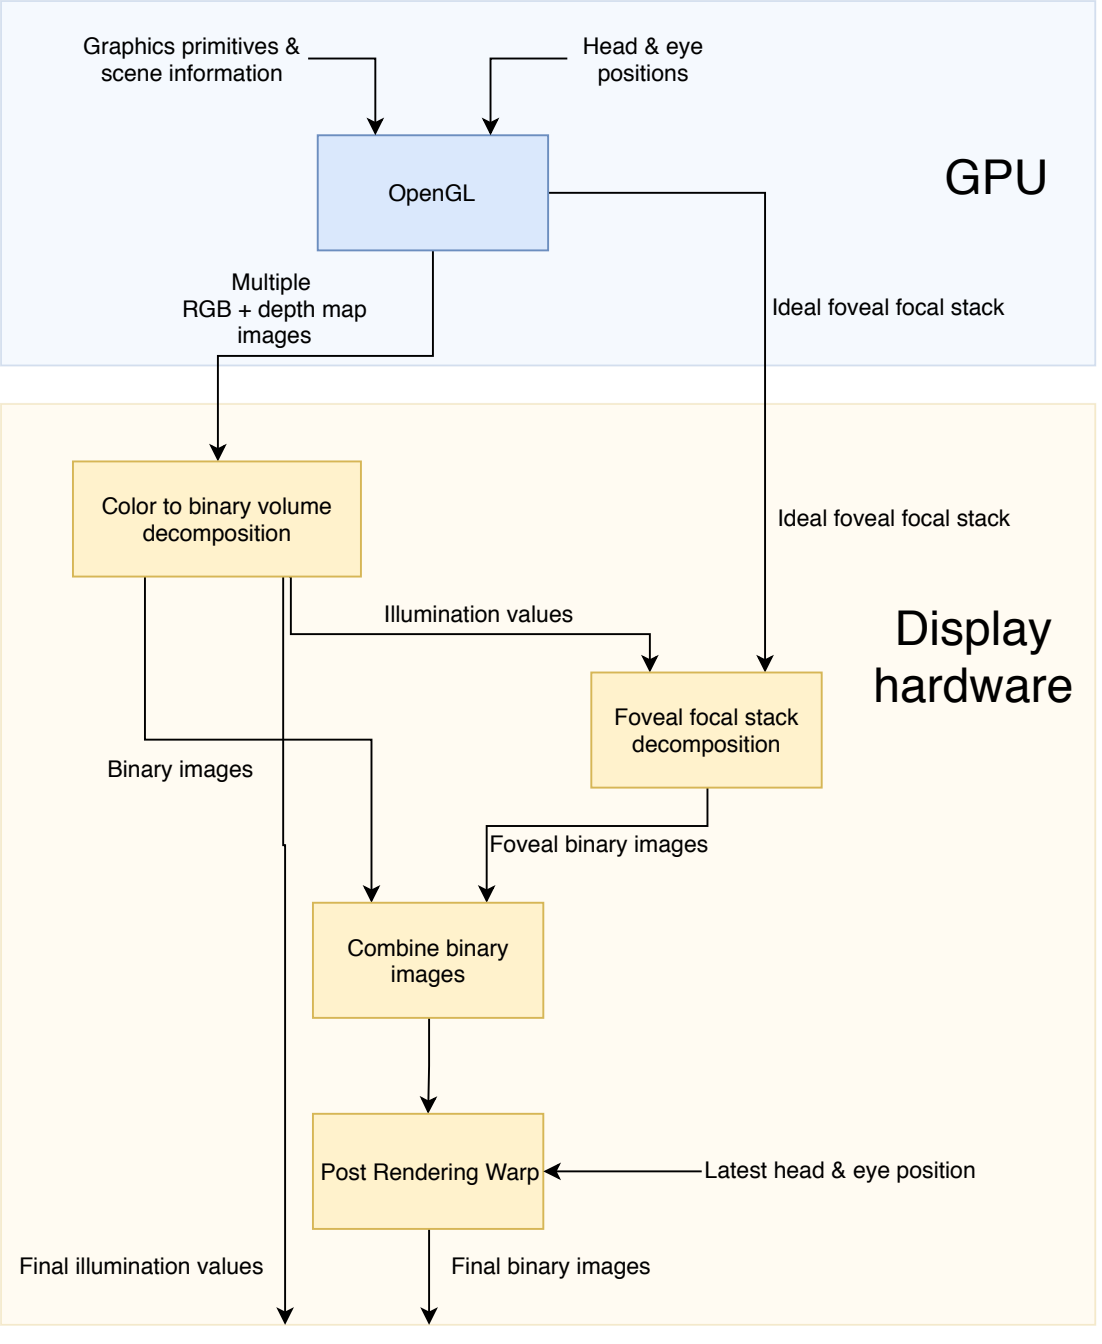 Graphics primitives &
scene information
Head & eye
positions
OpenGL
GPU
Multiple
RGB + depth map
images
Ideal foveal focal stack
Color to binary volume
decomposition
Ideal foveal focal stack
Illumination values
Display
hardware
Foveal focal stack
decomposition
Binary images
Foveal binary images
Combine binary
images
Post Rendering Warp
Latest head & eye position
Final illumination values
Final binary images